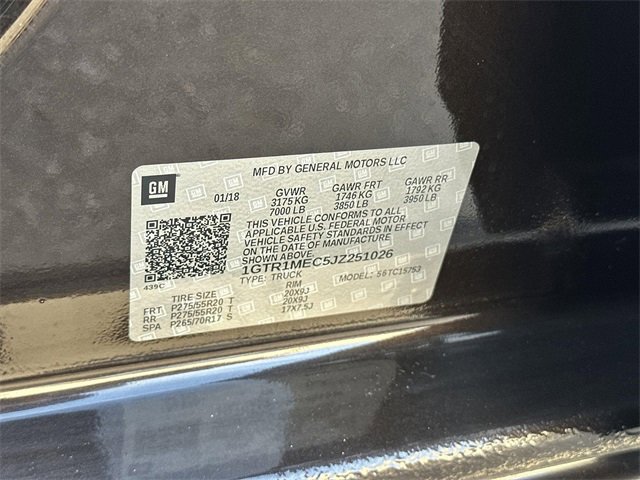 MFD BY GENERAL MOTORS LLC
GM
01/18 GVWR GAWR FRT GAWR RR
3175 KG 1746 KG 1792 KG
7000 LB 3850 LB 3950 LB
THIS VEHICLE CONFORMS TO ALL
APPLICABLE U.S. FEDERAL MOTOR
VEHICLE SAFETY STANDARDS IN EFFECT
ON THE DATE OF MANUFACTURE
SHOWN ABOVE.
1GTR1MEC5JZ251026
439C TYPE: TRUCK MODEL: S6TC15753
TIRE SIZE RIM
FRT P275/55R20 T 20X9J
RR P275/55R20 T 20X9J
SPA P265/70R17 S 17X7.5J